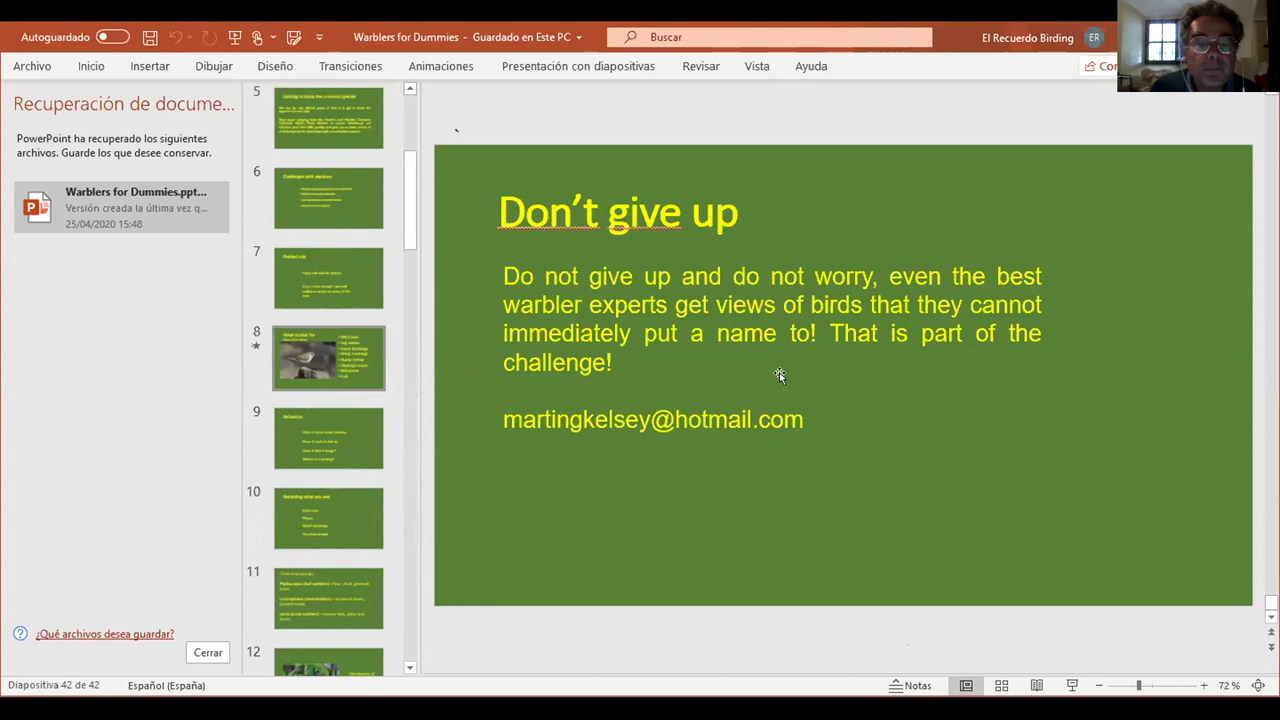 Autoguardado
Warblers for Dummies - Guardado en Este PC
Buscar
El Recuerdo Birding
ER
Archivo
Inicio
Insertar
Dibujar
Diseño
Transiciones
Animaciones
Presentación con diapositivas
Revisar
Vista
Ayuda
Recuperación de docume...
PowerPoint ha recuperado los siguientes
archivos. Guarde los que desee conservar.
Warblers for Dummies.ppt...
Versión creada la última vez q...
25/04/2020 15:48
¿Qué archivos desea guardar?
Cerrar
5
6
7
8
9
10
11
12
Don't give up
Do not give up and do not worry, even the best
warbler experts get views of birds that they cannot
immediately put a name to! That is part of the
challenge!
martingkelsey@hotmail.com
Diapositiva 42 de 42
Español (España)
Notas
72 %